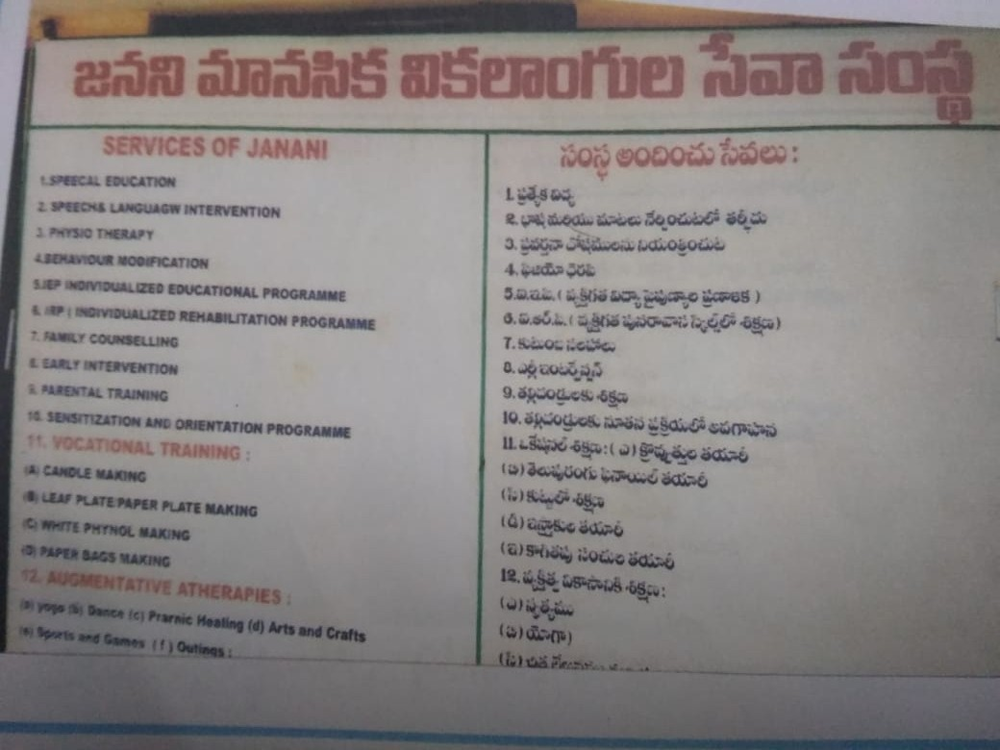 జనని మానసిక వికలాంగుల సేవా సంస్థ
SERVICES OF JANANI
1.SPEECAL EDUCATION
2. SPEECH& LANGUAGW INTERVENTION
3. PHYSIO THERAPY
4.BEHAVIOUR MODIFICATION
5.IEP INDIVIDUALIZED EDUCATIONAL PROGRAMME
6. IRP ( INDIVIDUALIZED REHABILITATION PROGRAMME
7. FAMILY COUNSELLING
8. EARLY INTERVENTION
9. PARENTAL TRAINING
10. SENSITIZATION AND ORIENTATION PROGRAMME
11. VOCATIONAL TRAINING :
(A) CANDLE MAKING
(B) LEAF PLATE/PAPER PLATE MAKING
(C) WHITE PHYNOL MAKING
(D) PAPER BAGS MAKING
12. AUGMENTATIVE ATHERAPIES :
(a) yoga (b) Dance (c) Prarnic Healing (d) Arts and Crafts
(e) Sports and Games ( f ) Outings :
సంస్థ అందించు సేవలు :
1. ప్రత్యేక విద్య
2. భాష మరియు మాటలు నేర్పించుటలో తర్ఫీదు
3. ప్రవర్తనా దోషములను నియంత్రించుట
4. ఫిజియో థెరపి
5.ఐ.ఇ.పి. ( వ్యక్తిగత విద్యా నైపుణ్యాల ప్రణాళిక )
6. ఐ.ఆర్.పి. ( వ్యక్తిగత పునరావాస స్కిల్స్‌లో శిక్షణ)
7. కుటుంబ సలహాలు
8. ఎర్లీ ఇంటర్వెన్షన్
9. తల్లిదండ్రులకు శిక్షణ
10. తల్లిదండ్రులకు నూతన ప్రక్రియలో అవగాహన
11. ఒకేషనల్ శిక్షణ: ( ఎ ) క్రొవ్వొత్తుల తయారీ
(బి) తెలుపురంగు ఫినాయిల్ తయారీ
(సి) కుట్టులో శిక్షణ
(డి) ఇస్త్రాకుల తయారీ
(ఇ) కాగితపు సంచుల తయారీ
12. వ్యక్తిత్వ వికాసానికి శిక్షణ:
(ఎ) నృత్యము
(బి) యోగా)
(సి)